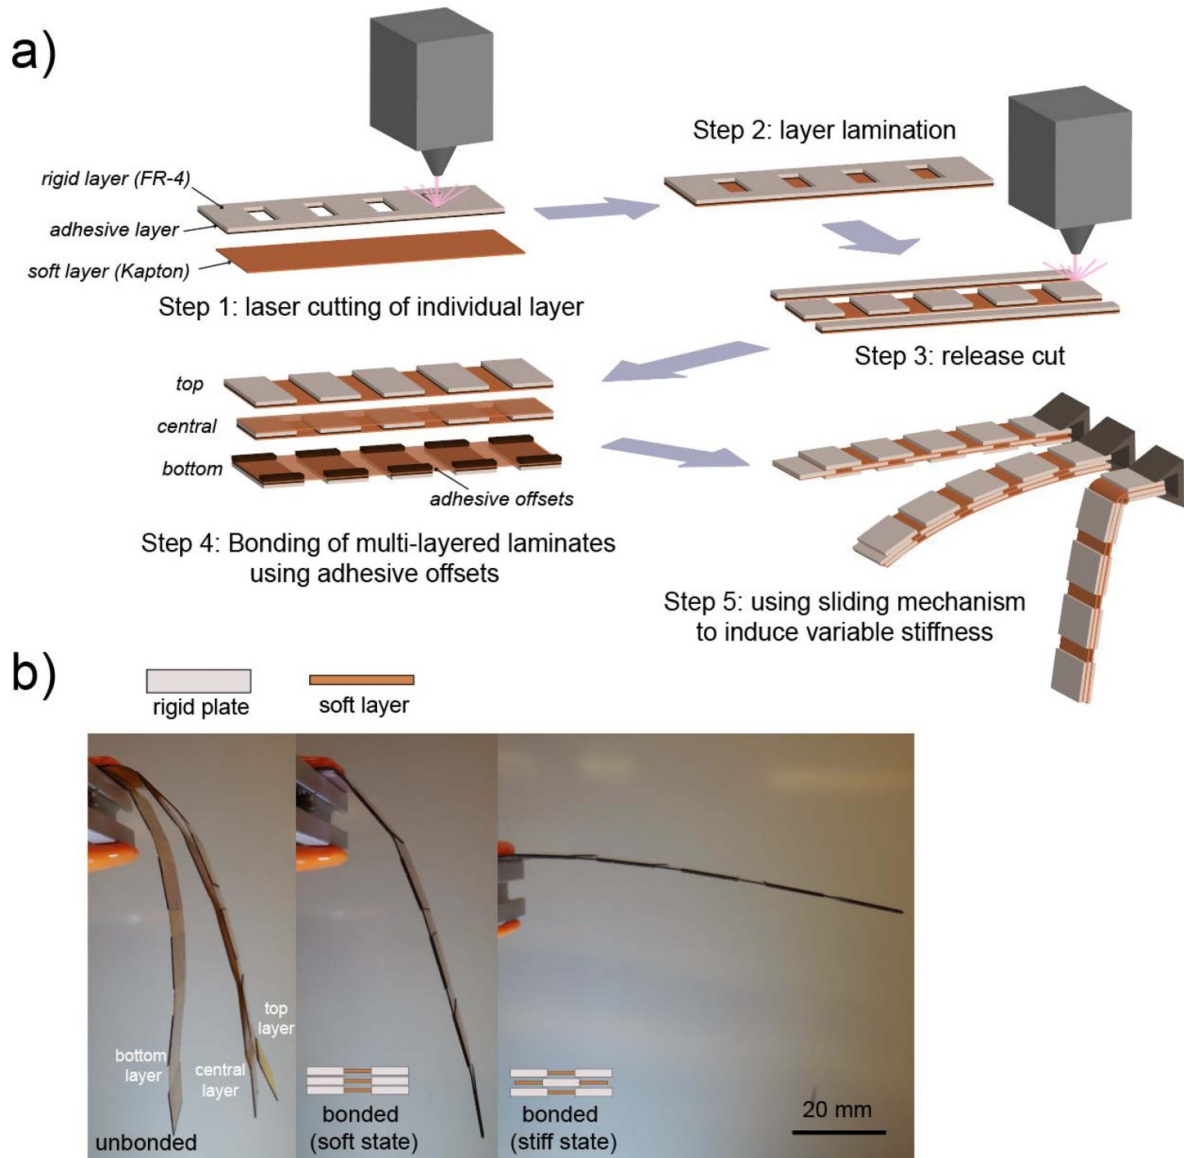 a)
Step 2: layer lamination
rigid layer (FR-4)
adhesive layer
soft layer (Kapton)
Step 1: laser cutting of individual layer
Step 3: release cut
top
central
bottom
adhesive offsets
Step 4: Bonding of multi-layered laminates
using adhesive offsets
Step 5: using sliding mechanism
to induce variable stiffness
b)
rigid plate
soft layer
top
layer
bottom
layer
central
layer
unbonded
bonded
(soft state)
bonded
(stiff state)
20 mm